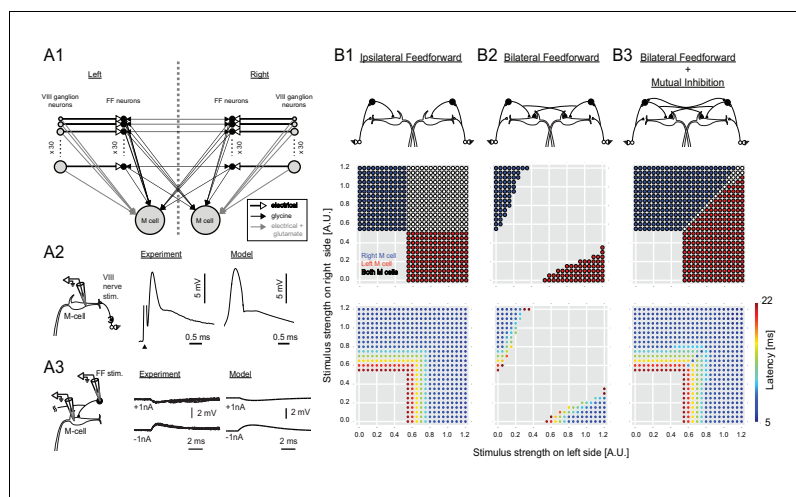 A1
Left
Right
VIII ganglion
neurons
FF neurons
FF neurons
VIII ganglion
neurons
x 30
x 30
x 30
x 30
M cell
M cell
electrical
glycine
electrical +
glutamate
A2
VIII
nerve
stim.
M-cell
Experiment
Model
5 mV
5 mV
0.5 ms
0.5 ms
A3
FF stim.
M-cell
Experiment
Model
+1nA
+1nA
2 mV
2 mV
-1nA
-1nA
2 ms
2 ms
B1
Ipsilateral Feedforward
B2
Bilateral Feedforward
B3
Bilateral Feedforward
+
Mutual Inhibition
Stimulus strength on right side [A.U.]
1.2
1.0
0.8
0.6
0.4
0.2
0.0
Right M cell
Left M cell
Both M cells
1.2
1.0
0.8
0.6
0.4
0.2
0.0
0.0 0.2 0.4 0.6 0.8 1.0 1.2
0.0 0.2 0.4 0.6 0.8 1.0 1.2
0.0 0.2 0.4 0.6 0.8 1.0 1.2
Stimulus strength on left side [A.U.]
22
Latency [ms]
5